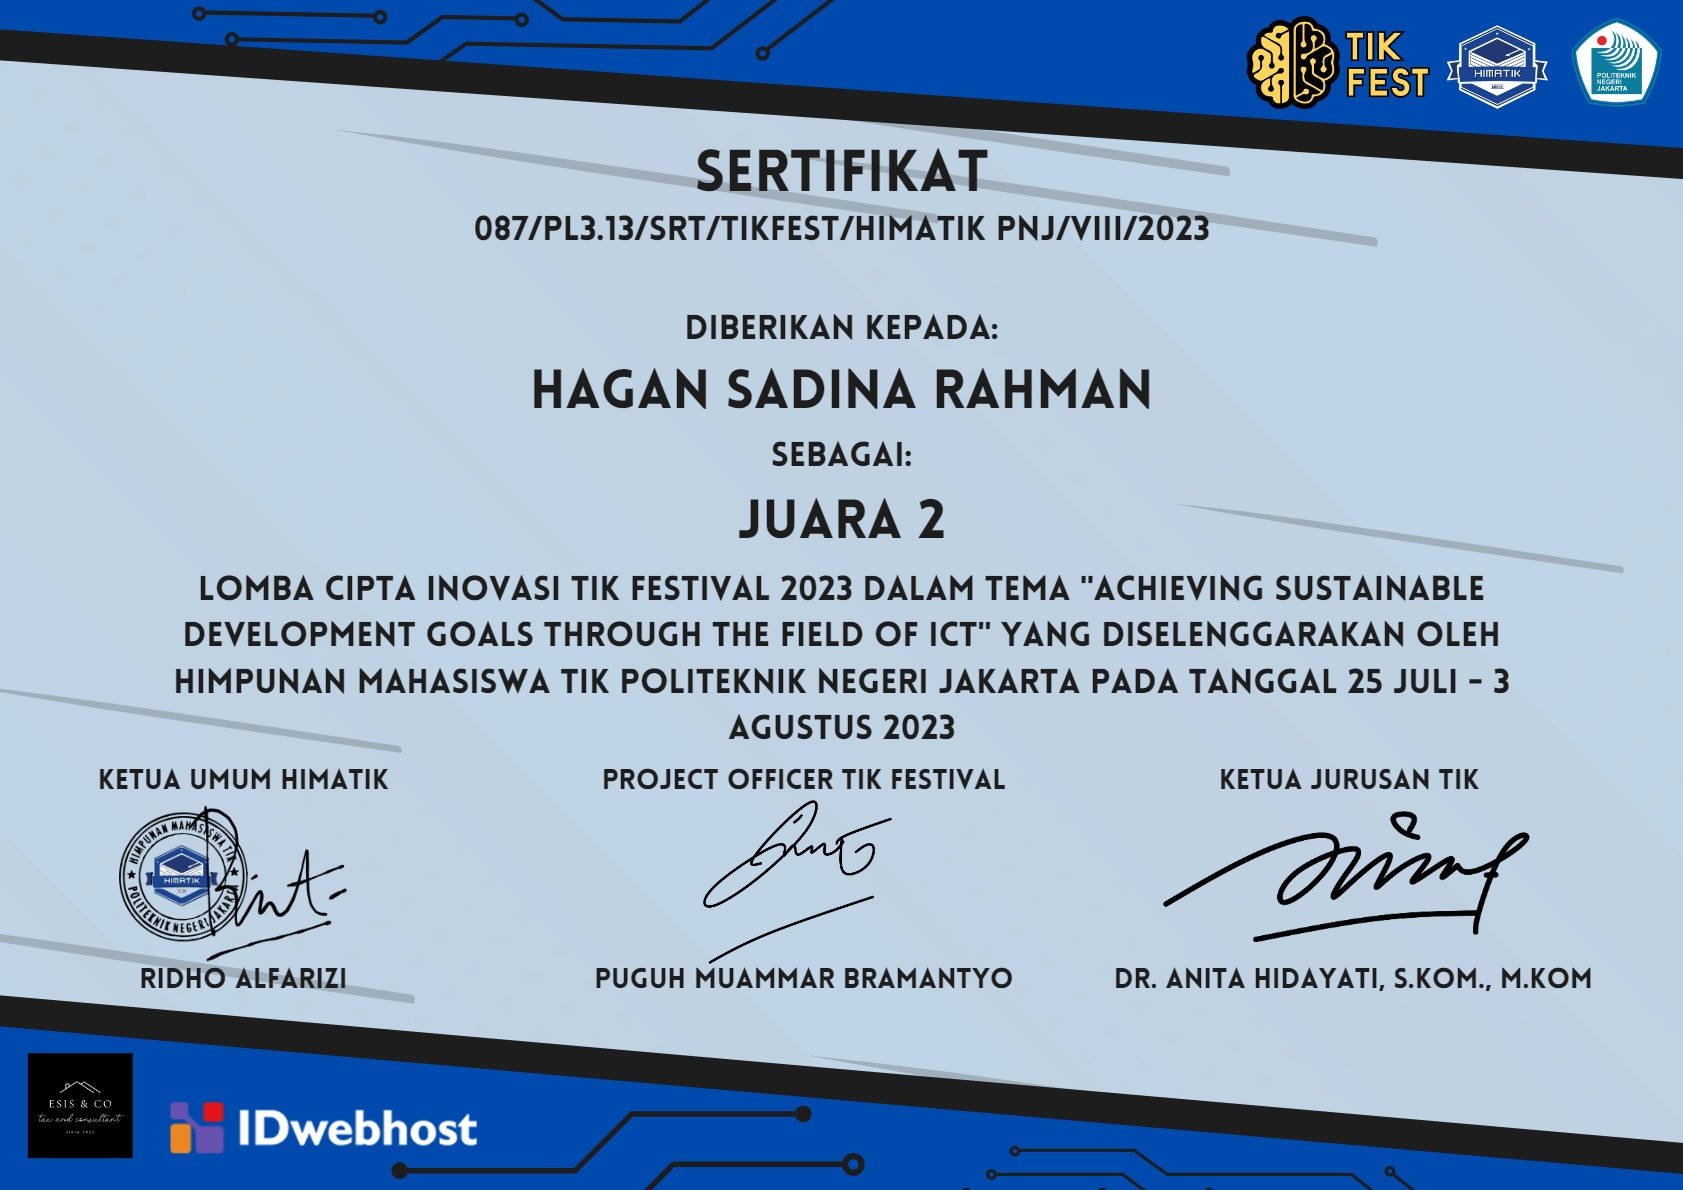 TIK
FEST
HIMATIK
POLITEKNIK
NEGERI
JAKARTA
SERTIFIKAT
087/PL3.13/SRT/TIKFEST/HIMATIK PNJ/VIII/2023
DIBERIKAN KEPADA:
HAGAN SADINA RAHMAN
SEBAGAI:
JUARA 2
LOMBA CIPTA INOVASI TIK FESTIVAL 2023 DALAM TEMA "ACHIEVING SUSTAINABLE
DEVELOPMENT GOALS THROUGH THE FIELD OF ICT" YANG DISELENGGARAKAN OLEH
HIMPUNAN MAHASISWA TIK POLITEKNIK NEGERI JAKARTA PADA TANGGAL 25 JULI - 3
AGUSTUS 2023
KETUA UMUM HIMATIK
PROJECT OFFICER TIK FESTIVAL
KETUA JURUSAN TIK
HIMPUNAN MAHASISWA TIK
HIMATIK
POLITEKNIK NEGERI JAKARTA
RIDHO ALFARIZI
PUGUH MUAMMAR BRAMANTYO
DR. ANITA HIDAYATI, S.KOM., M.KOM
ESIS & CO
tax and consultant
IDwebhost